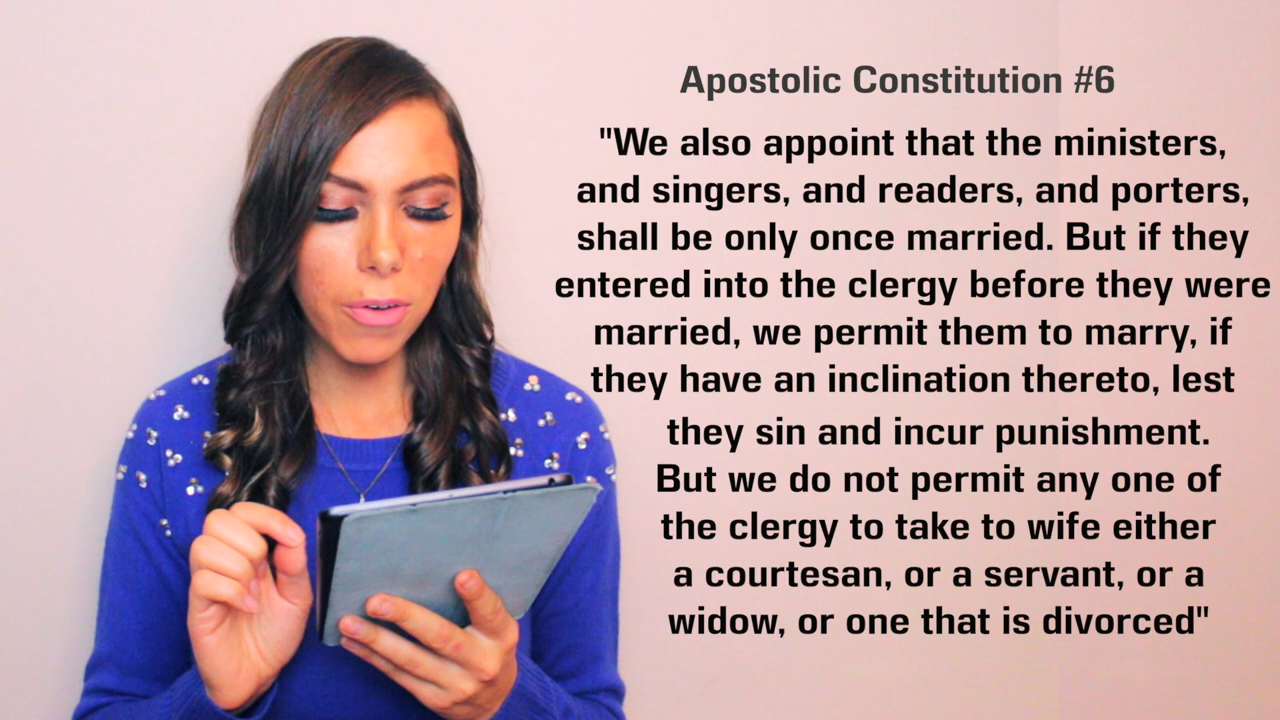 Apostolic Constitution #6
"We also appoint that the ministers,
and singers, and readers, and porters,
shall be only once married. But if they
entered into the clergy before they were
married, we permit them to marry, if
they have an inclination thereto, lest
they sin and incur punishment.
But we do not permit any one of
the clergy to take to wife either
a courtesan, or a servant, or a
widow, or one that is divorced"